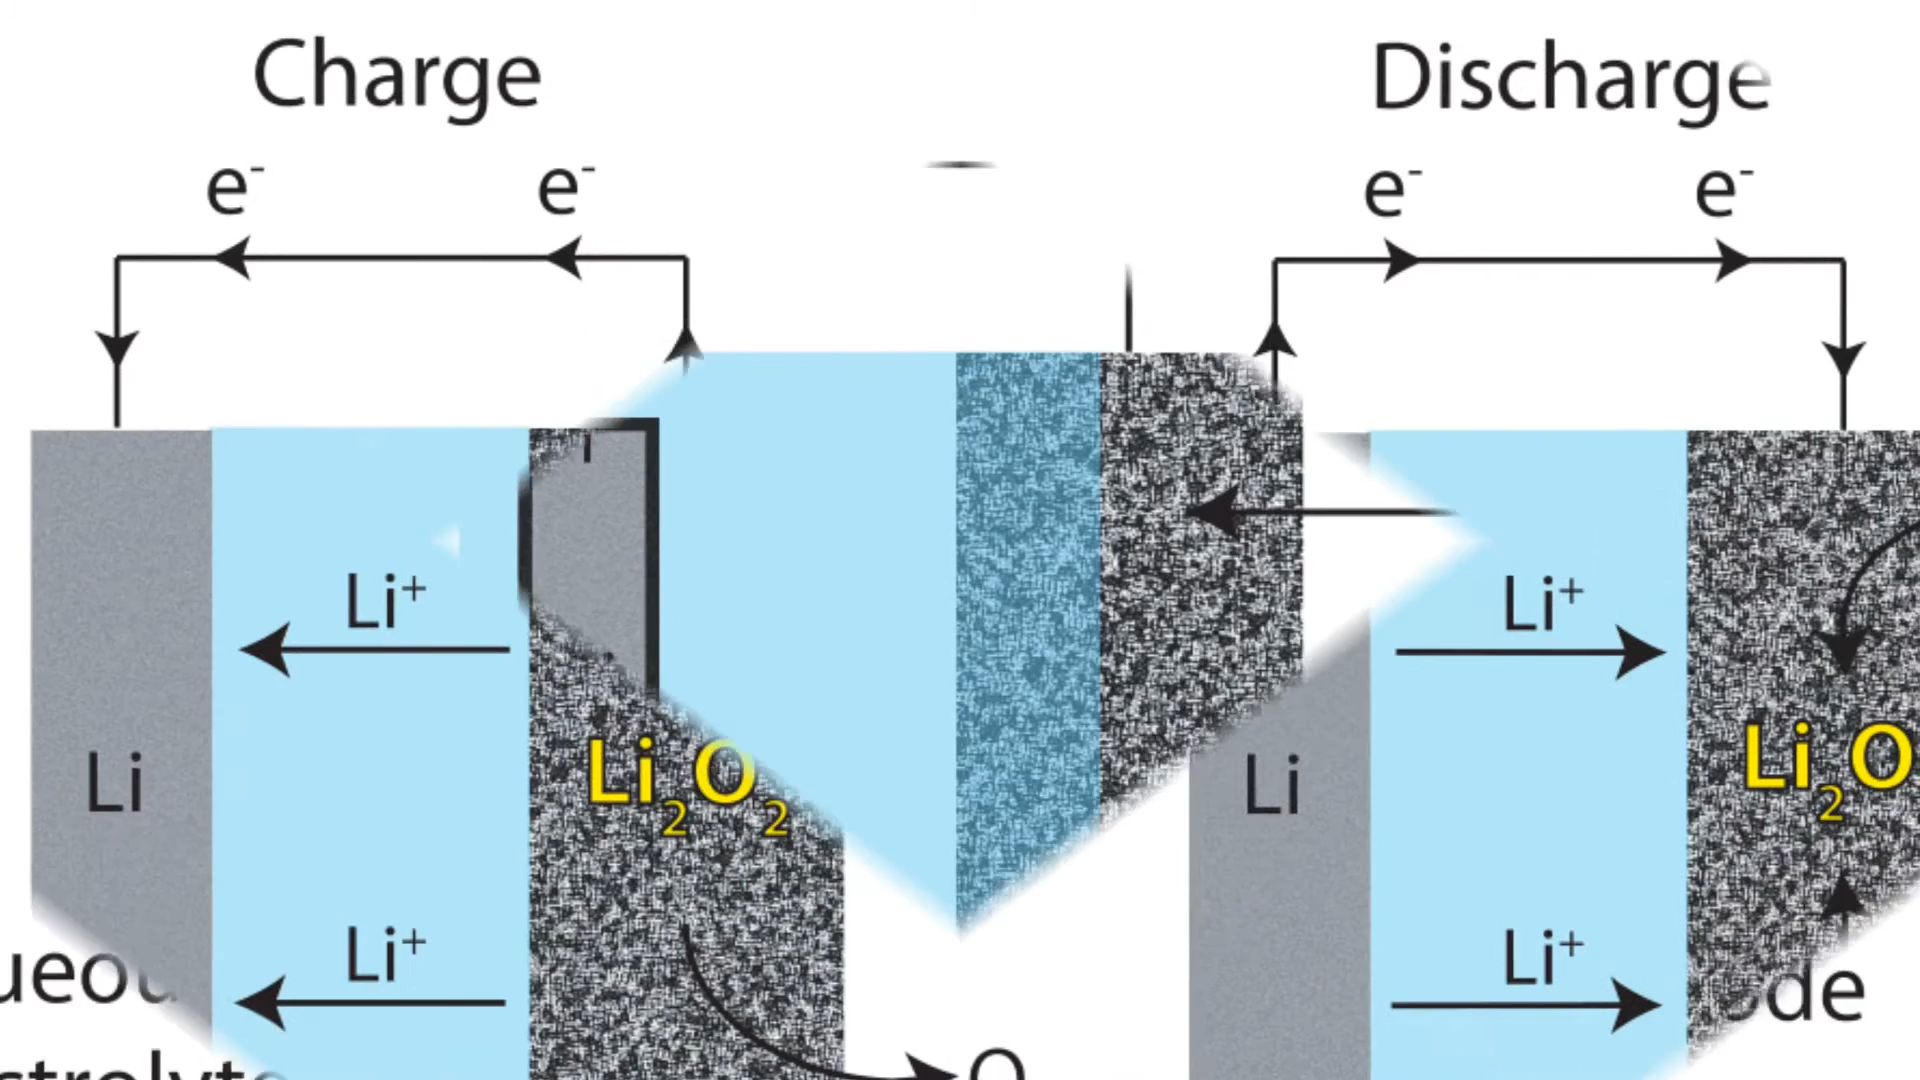 Charge
Discharge
e⁻ e⁻
e⁻ e⁻
Li⁺
Li⁺
Li
Li₂O₂
Li
Li₂O
Li⁺
Li⁺